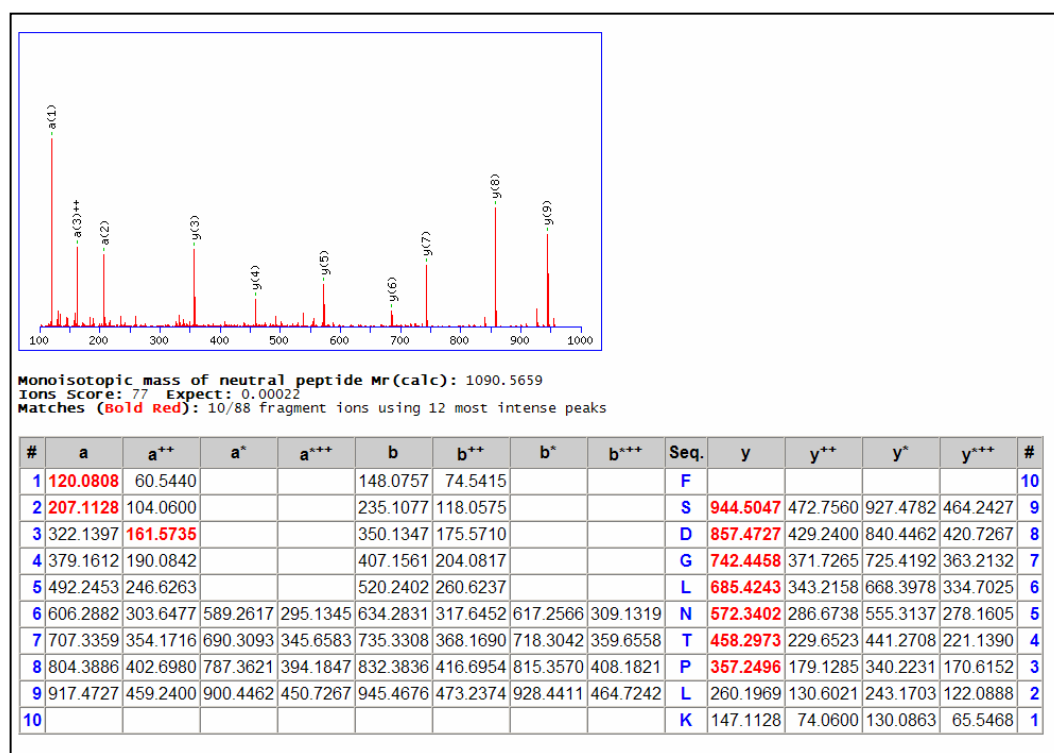 a(1)
a(3)++
a(2)
y(3)
y(4)
y(5)
y(6)
y(7)
y(8)
y(9)
100 200 300 400 500 600 700 800 900 1000
Monoisotopic mass of neutral peptide Mr(calc): 1090.5659
Ions Score: 77 Expect: 0.00022
Matches (Bold Red): 10/88 fragment ions using 12 most intense peaks
# a a++ a* a*++ b b++ b* b*++ Seq. y y++ y* y*++ #
1 120.0808 60.5440 148.0757 74.5415 F 10
2 207.1128 104.0600 235.1077 118.0575 S 944.5047 472.7560 927.4782 464.2427 9
3 322.1397 161.5735 350.1347 175.5710 D 857.4727 429.2400 840.4462 420.7267 8
4 379.1612 190.0842 407.1561 204.0817 G 742.4458 371.7265 725.4192 363.2132 7
5 492.2453 246.6263 520.2402 260.6237 L 685.4243 343.2158 668.3978 334.7025 6
6 606.2882 303.6477 589.2617 295.1345 634.2831 317.6452 617.2566 309.1319 N 572.3402 286.6738 555.3137 278.1605 5
7 707.3359 354.1716 690.3093 345.6583 735.3308 368.1690 718.3042 359.6558 T 458.2973 229.6523 441.2708 221.1390 4
8 804.3886 402.6980 787.3621 394.1847 832.3836 416.6954 815.3570 408.1821 P 357.2496 179.1285 340.2231 170.6152 3
9 917.4727 459.2400 900.4462 450.7267 945.4676 473.2374 928.4411 464.7242 L 260.1969 130.6021 243.1703 122.0888 2
10 K 147.1128 74.0600 130.0863 65.5468 1